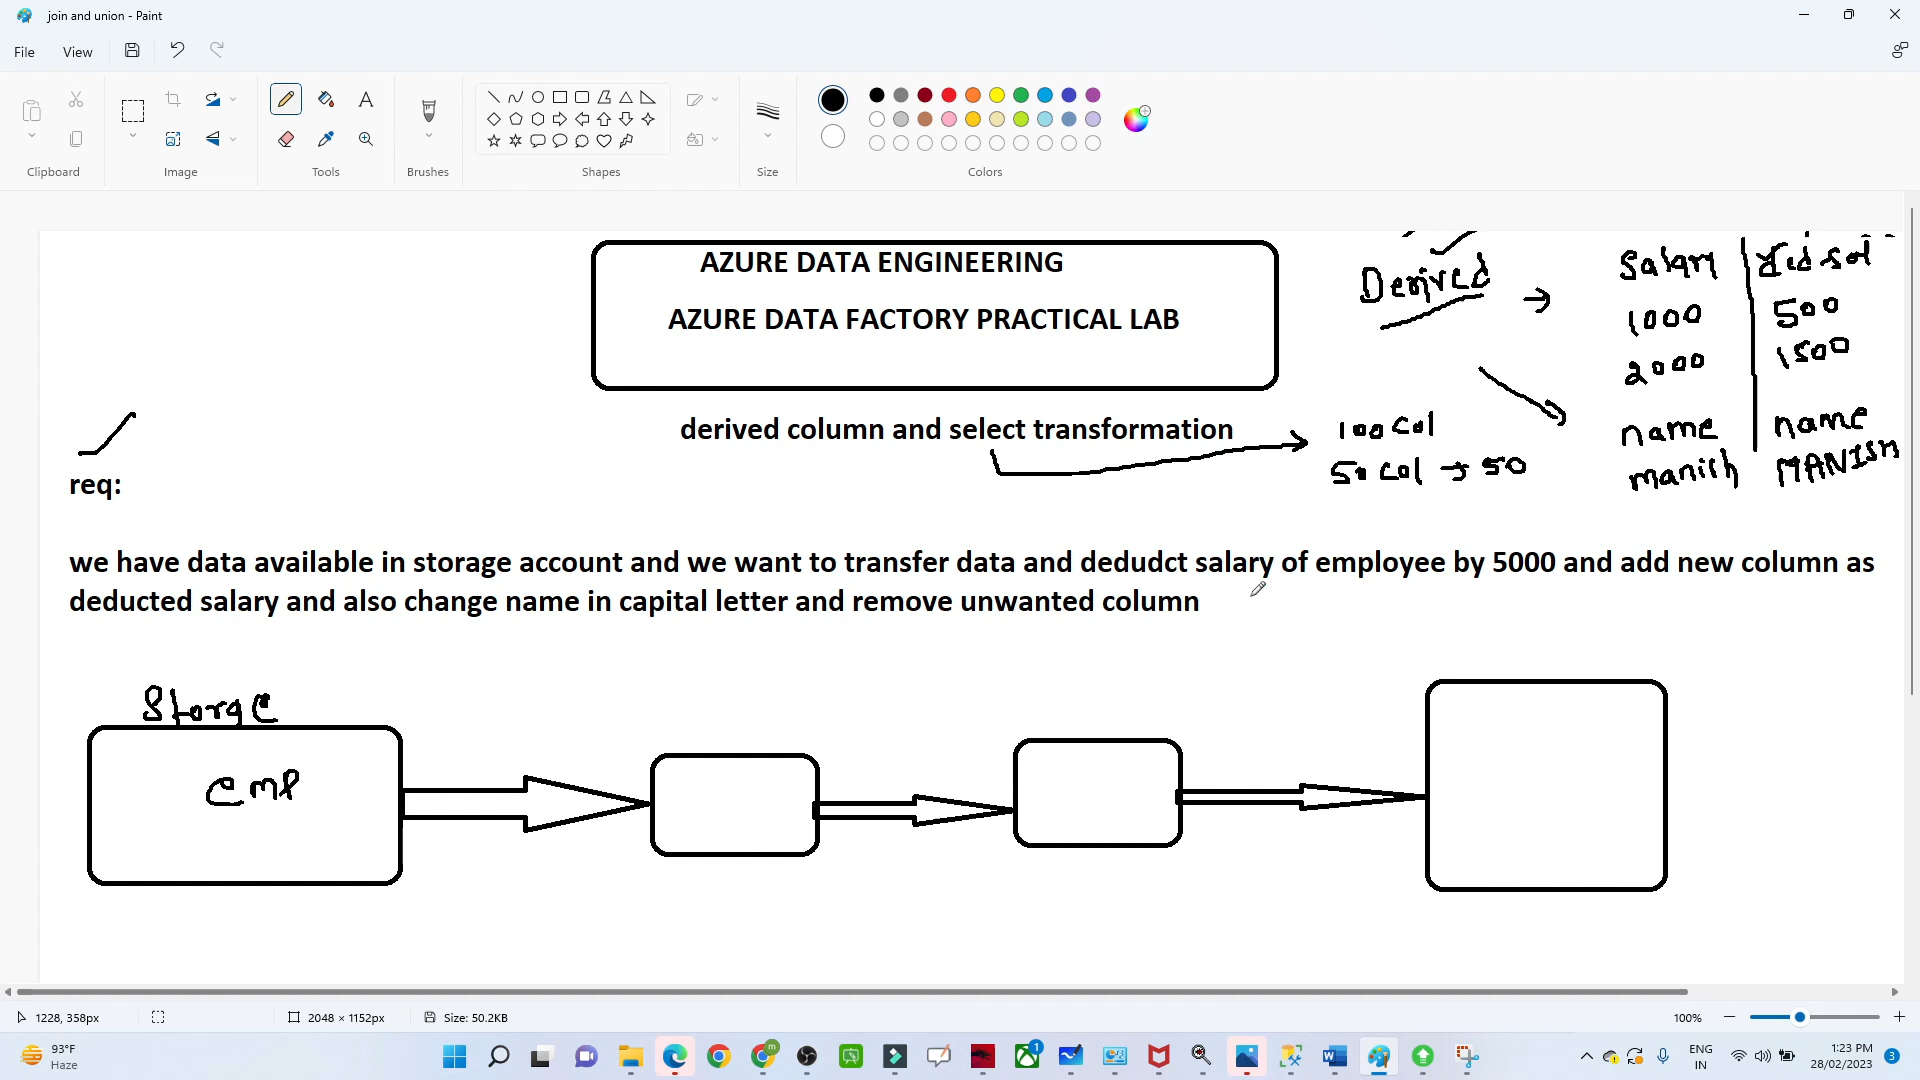 join and union - Paint
File View
Clipboard Image Tools Brushes Shapes Size Colors
AZURE DATA ENGINEERING
AZURE DATA FACTORY PRACTICAL LAB
derived column and select transformation
Derived
Salary ded sal
1000 500
2000 1500
name name
manish MANISH
100 Col
50 Col → 50
req:
we have data available in storage account and we want to transfer data and dedudct salary of employee by 5000 and add new column as
deducted salary and also change name in capital letter and remove unwanted column
Storge
emp
1228, 358px 2048 × 1152px Size: 50.2KB 100%
93°F
Haze
ENG
IN
1:23 PM
28/02/2023
3